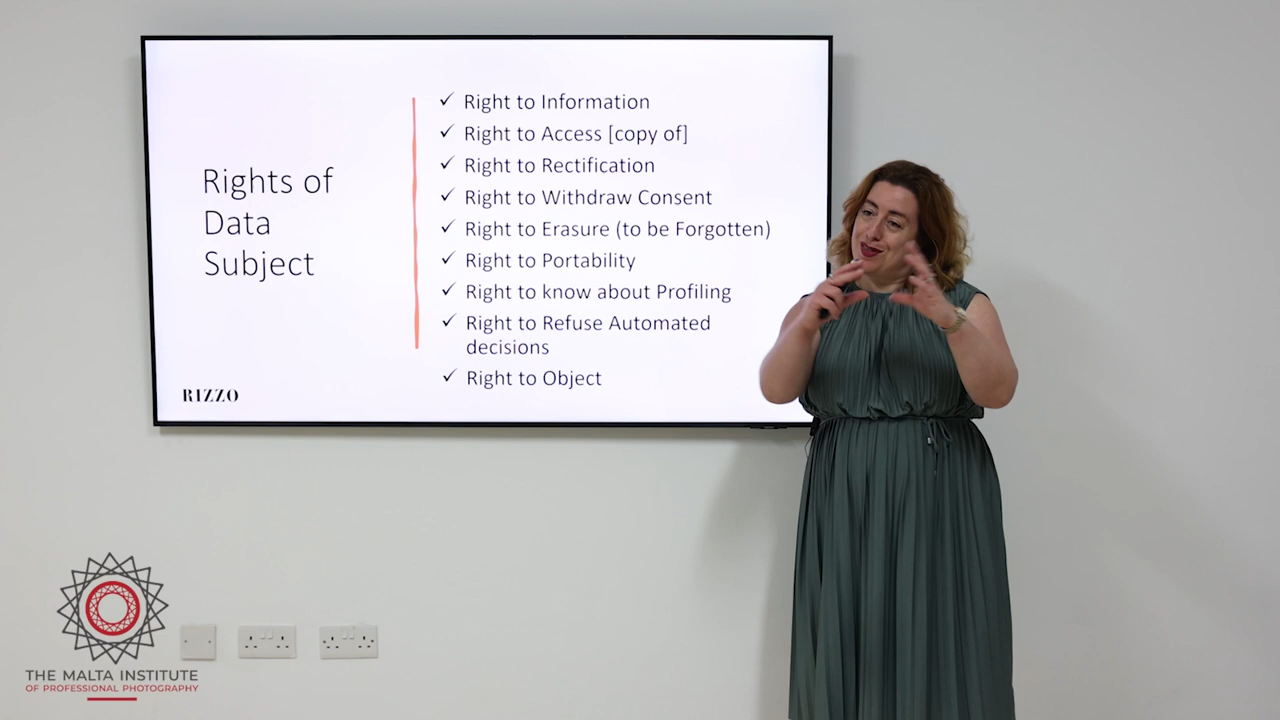 Rights of
Data
Subject
✓ Right to Information
✓ Right to Access [copy of]
✓ Right to Rectification
✓ Right to Withdraw Consent
✓ Right to Erasure (to be Forgotten)
✓ Right to Portability
✓ Right to know about Profiling
✓ Right to Refuse Automated
decisions
✓ Right to Object
RIZZO
THE MALTA INSTITUTE
OF PROFESSIONAL PHOTOGRAPHY